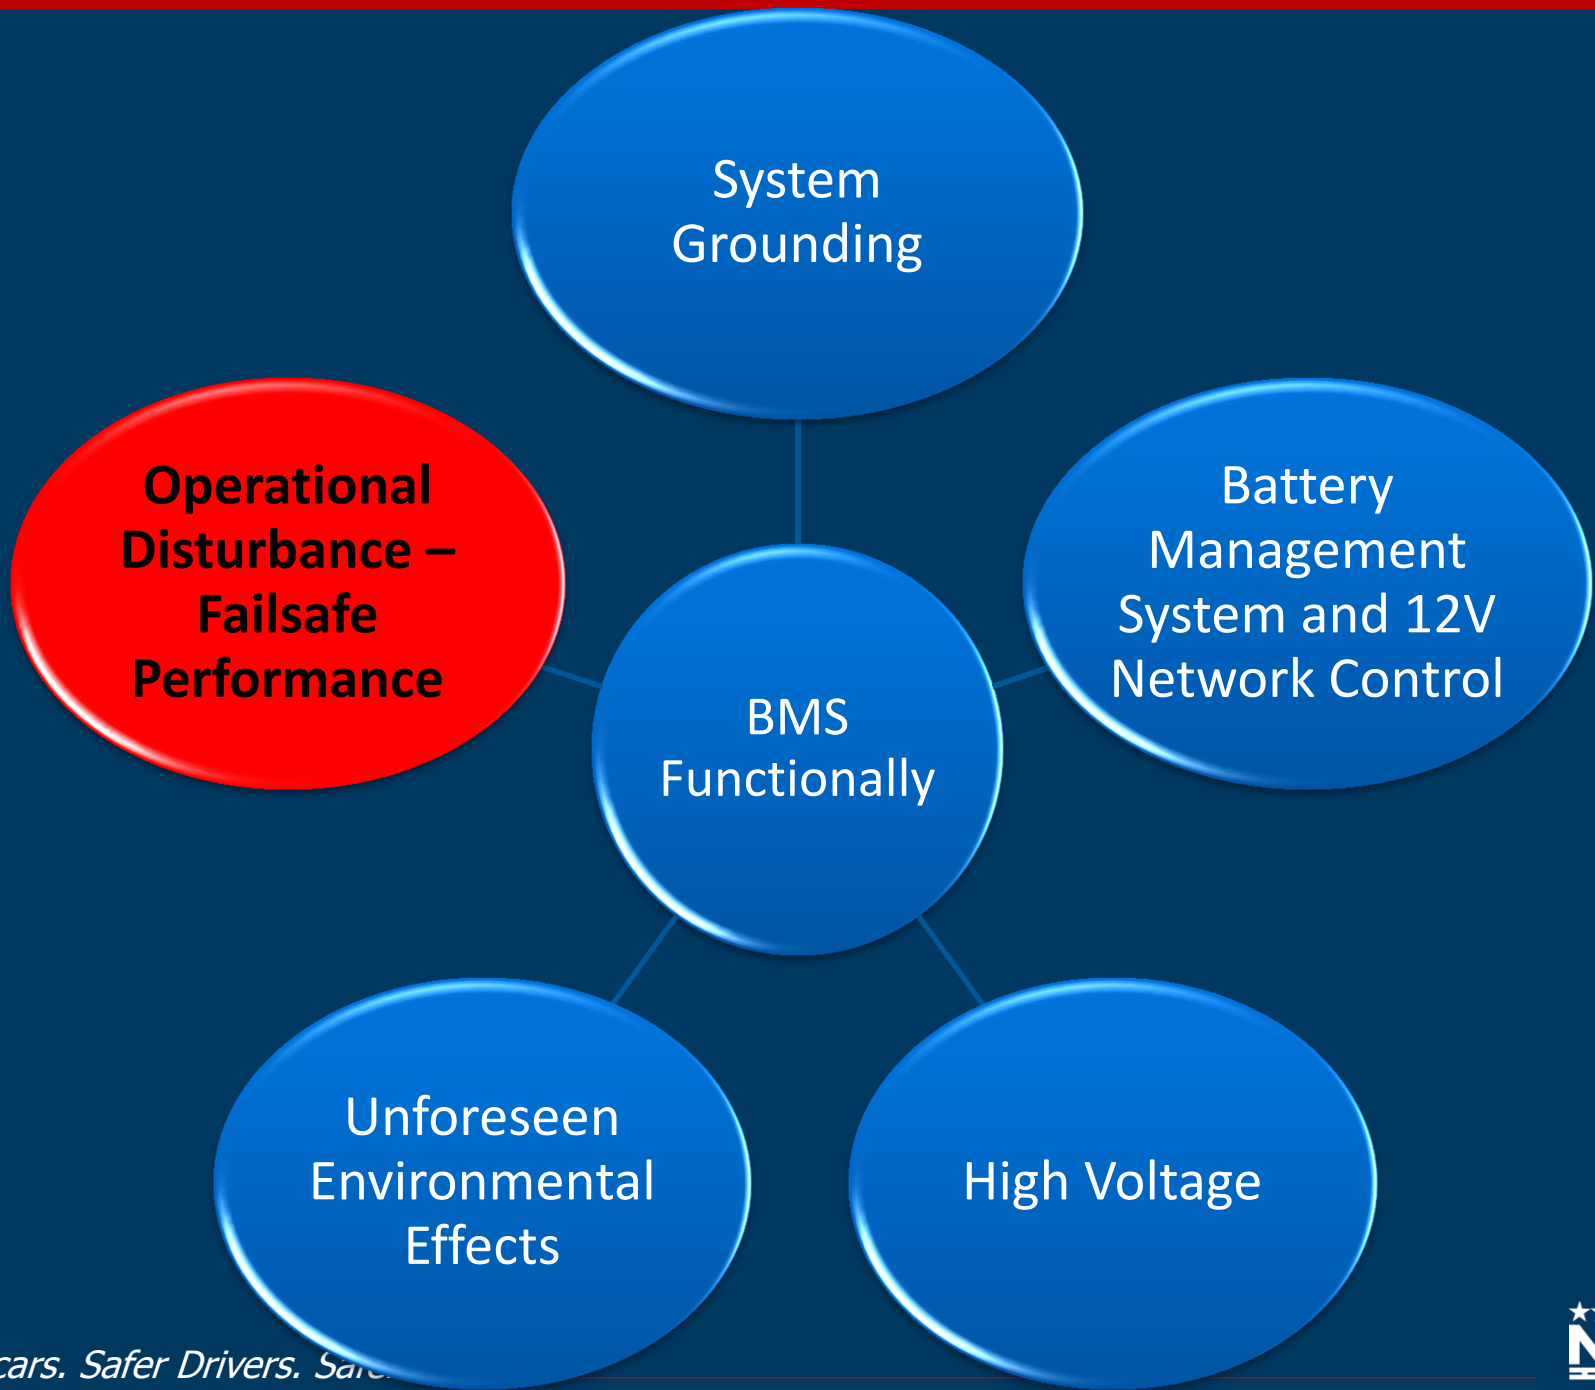 System
Grounding
Operational
Disturbance –
Failsafe
Performance
Battery
Management
System and 12V
Network Control
BMS
Functionally
Unforeseen
Environmental
Effects
High Voltage
cars. Safer Drivers.